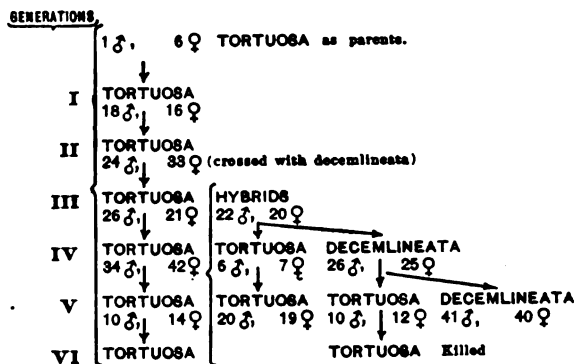 GENERATIONS
1♂, 6♀ TORTUOSA as parents.
I TORTUOSA
18♂, 16♀
II TORTUOSA
24♂, 33♀ (crossed with decemlineata)
III TORTUOSA HYBRIDS
26♂, 21♀ 22♂, 20♀
IV TORTUOSA TORTUOSA DECEMLINEATA
34♂, 42♀ 6♂, 7♀ 26♂, 25♀
V TORTUOSA TORTUOSA TORTUOSA DECEMLINEATA
10♂, 14♀ 20♂, 19♀ 10♂, 12♀ 41♂, 40♀
VI TORTUOSA TORTUOSA Killed